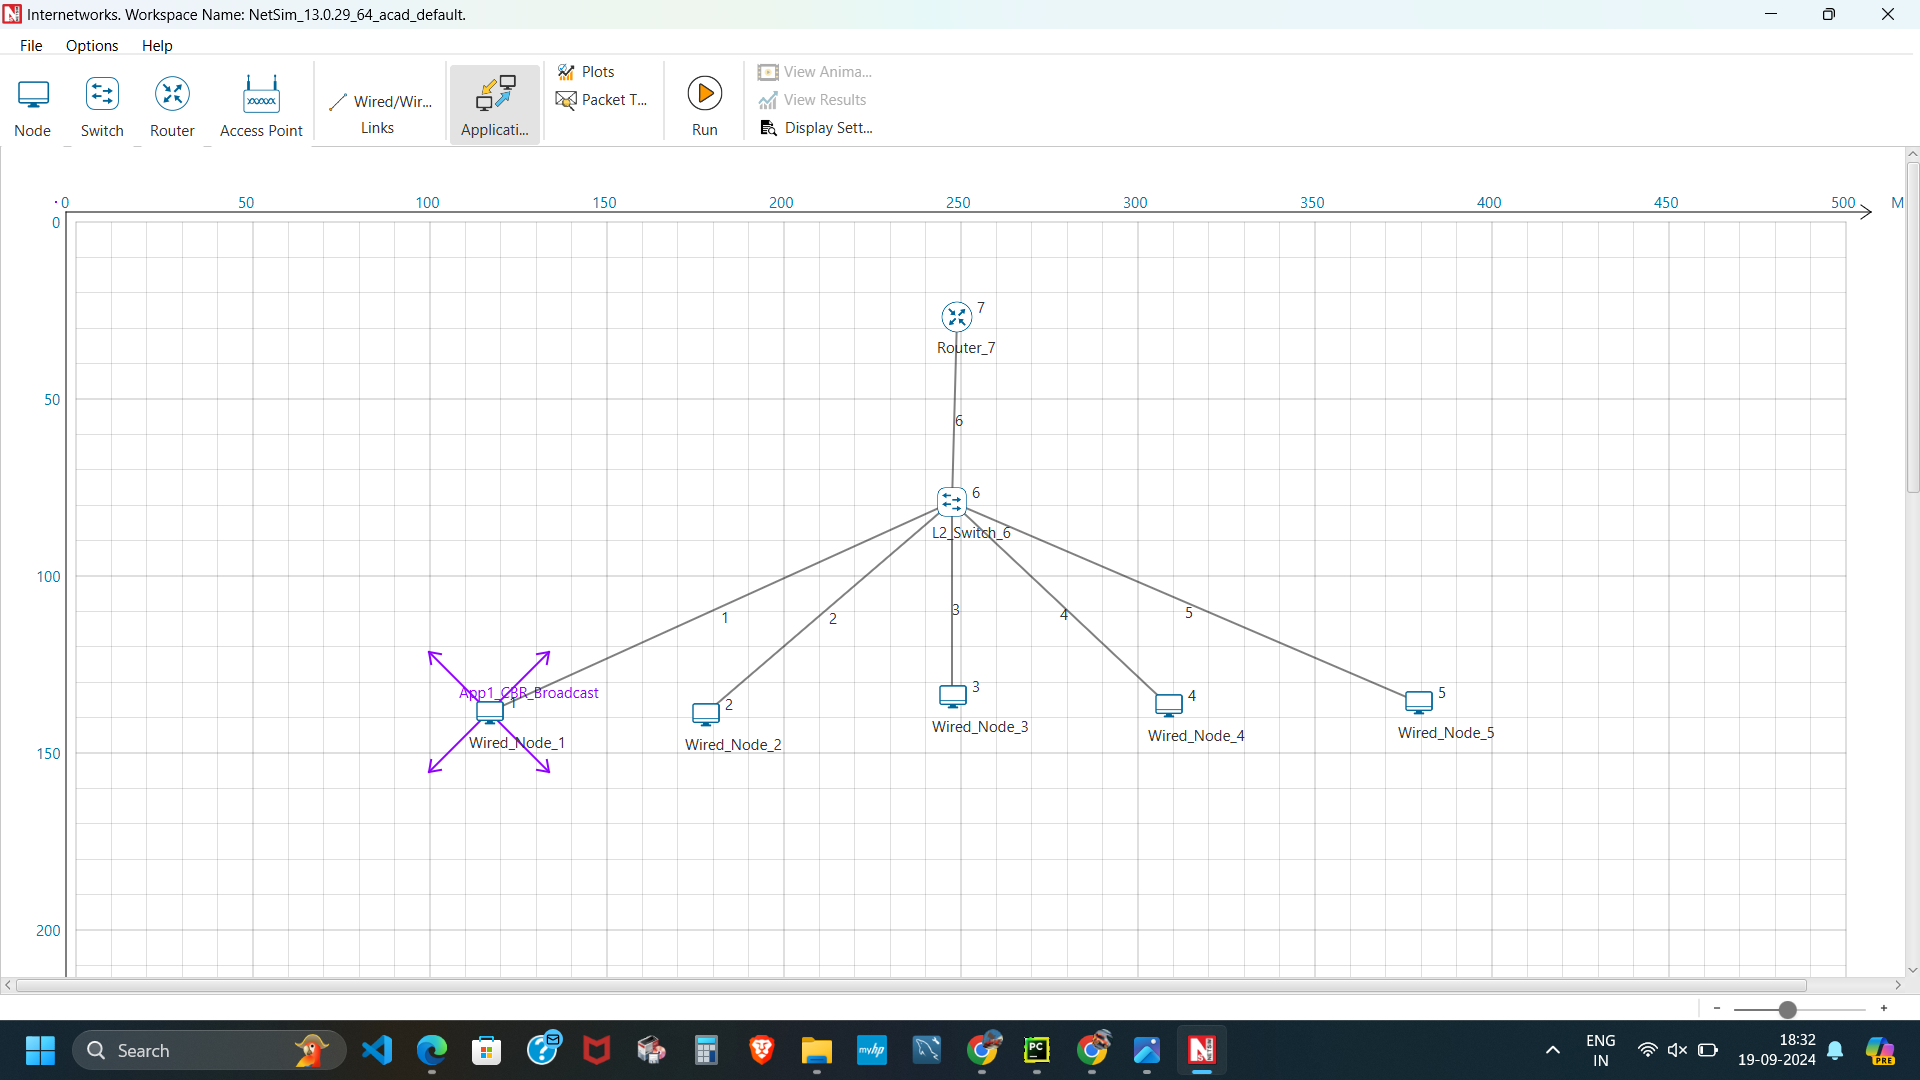 Internetworks. Workspace Name: NetSim_13.0.29_64_acad_default.
File Options Help
Node
Switch
Router
Access Point
Wired/Wir...
Links
Applicati...
Plots
Packet T...
Run
View Anima...
View Results
Display Sett...
0 50 100 150 200 250 300 350 400 450 500 M
0
50
100
150
200
7
Router_7
6
6
L2_Switch_6
1
2
3
4
5
App1_CBR_Broadcast
1
Wired_Node_1
2
Wired_Node_2
3
Wired_Node_3
4
Wired_Node_4
5
Wired_Node_5
- +
Search
myhp
PC
ENG
IN
18:32
19-09-2024
PRE